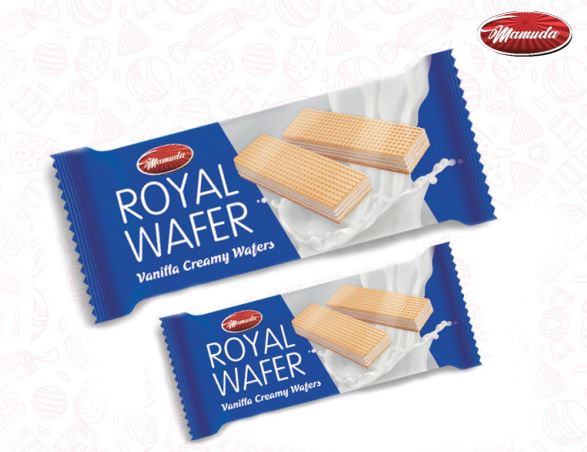 Mamuda
Mamuda
ROYAL
WAFER
Vanilla Creamy Wafers
Mamuda
ROYAL
WAFER
Vanilla Creamy Wafers